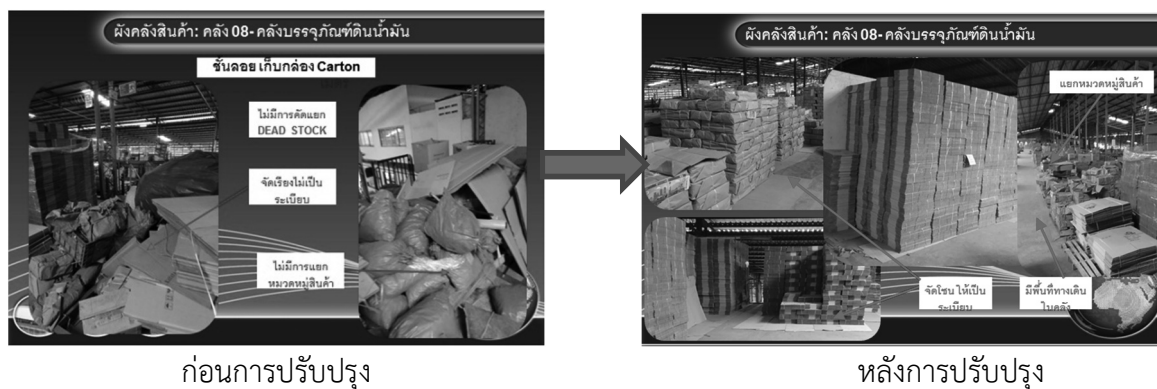 ผังคลังสินค้า: คลัง 08- คลังบรรจุภัณฑ์ดินน้ำมัน
ชั้นลอย เก็บกล่อง Carton
ไม่มีการคัดแยก
DEAD STOCK
จัดเรียงไม่เป็น
ระเบียบ
ไม่มีการแยก
หมวดหมู่สินค้า
ก่อนการปรับปรุง
ผังคลังสินค้า: คลัง 08- คลังบรรจุภัณฑ์ดินน้ำมัน
แยกหมวดหมู่สินค้า
จัดโซน ให้เป็น
ระเบียบ
มีพื้นที่ทางเดิน
ในคลัง
หลังการปรับปรุง